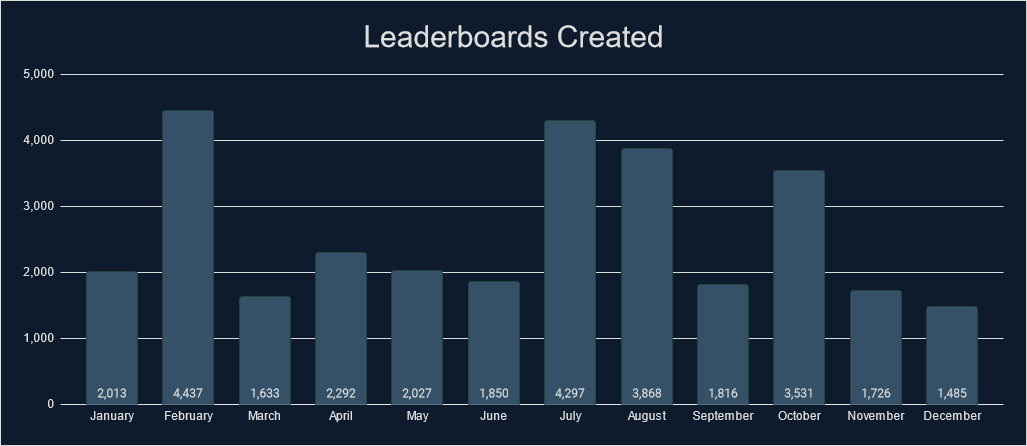 Leaderboards Created
5,000
4,000
3,000
2,000
1,000
0
2,013 4,437 1,633 2,292 2,027 1,850 4,297 3,868 1,816 3,531 1,726 1,485
January February March April May June July August September October November December